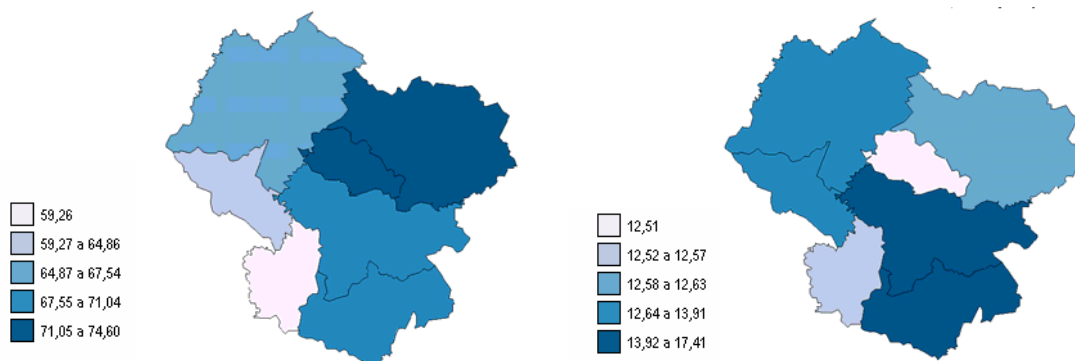 59,26
59,27 a 64,86
64,87 a 67,54
67,55 a 71,04
71,05 a 74,60
12,51
12,52 a 12,57
12,58 a 12,63
12,64 a 13,91
13,92 a 17,41